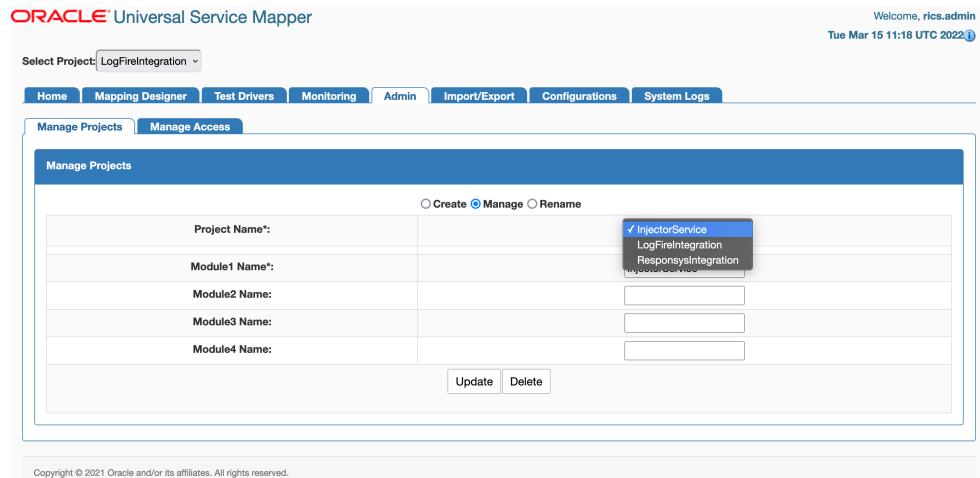 ORACLE® Universal Service Mapper
Welcome, rics.admin
Tue Mar 15 11:18 UTC 2022
Select Project: LogFireIntegration
Home Mapping Designer Test Drivers Monitoring Admin Import/Export Configurations System Logs
Manage Projects Manage Access
Manage Projects
Create Manage Rename
Project Name*:
✓ InjectorService
LogFireIntegration
ResponsysIntegration
Module1 Name*: InjectorService
Module2 Name:
Module3 Name:
Module4 Name:
Update Delete
Copyright © 2021 Oracle and/or its affiliates. All rights reserved.